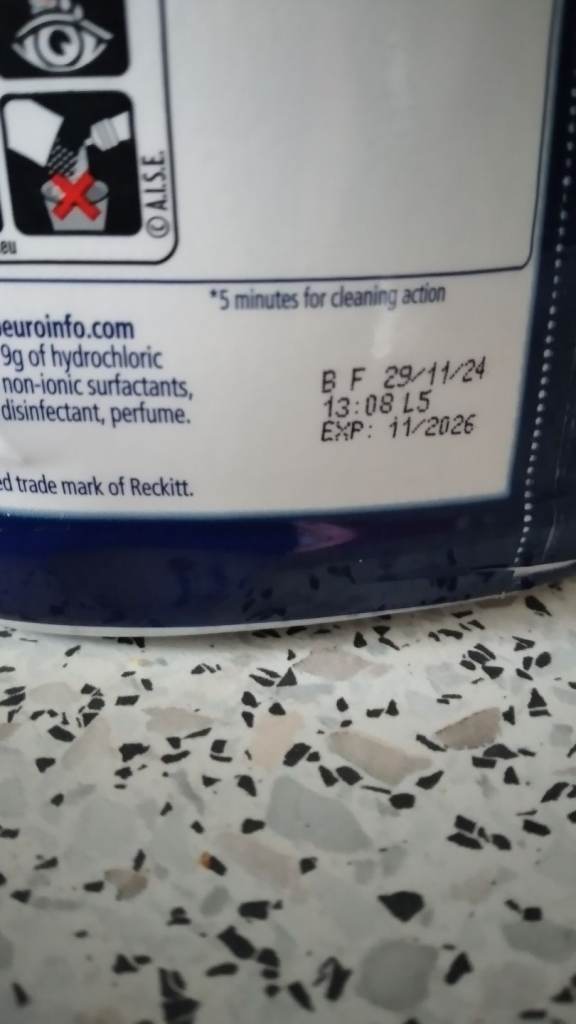 © A.I.S.E.
eu
*5 minutes for cleaning action
euroinfo.com
9g of hydrochloric
non-ionic surfactants,
disinfectant, perfume.
B F 29/11/24
13:08 L5
EXP: 11/2026
ed trade mark of Reckitt.